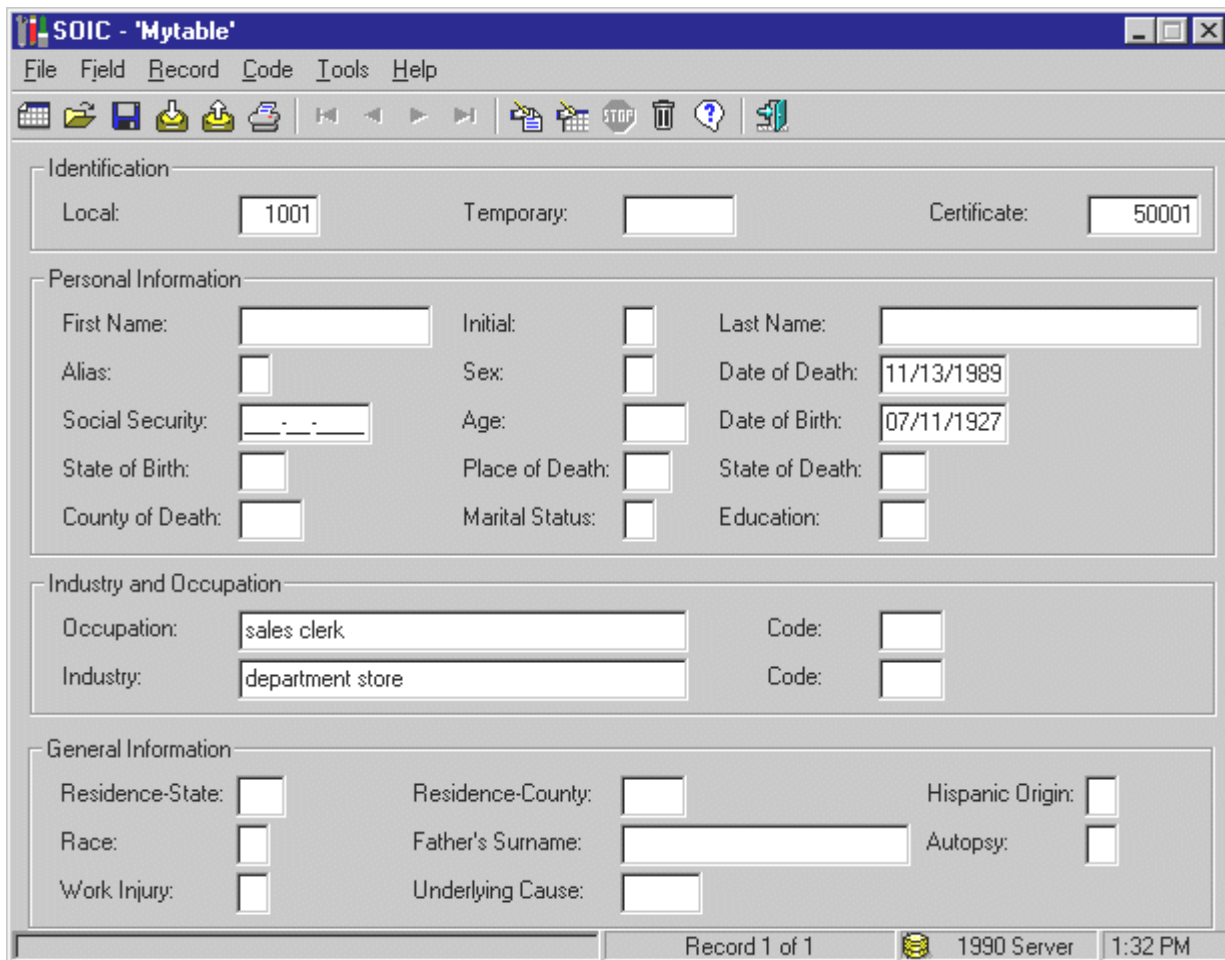 SOIC - 'Mytable'
File Field Record Code Tools Help
STOP
Identification
Local: 1001 Temporary: Certificate: 50001
Personal Information
First Name: Initial: Last Name:
Alias: Sex: Date of Death: 11/13/1989
Social Security: ___-__-____ Age: Date of Birth: 07/11/1927
State of Birth: Place of Death: State of Death:
County of Death: Marital Status: Education:
Industry and Occupation
Occupation: sales clerk Code:
Industry: department store Code:
General Information
Residence-State: Residence-County: Hispanic Origin:
Race: Father's Surname: Autopsy:
Work Injury: Underlying Cause:
Record 1 of 1 1990 Server 1:32 PM